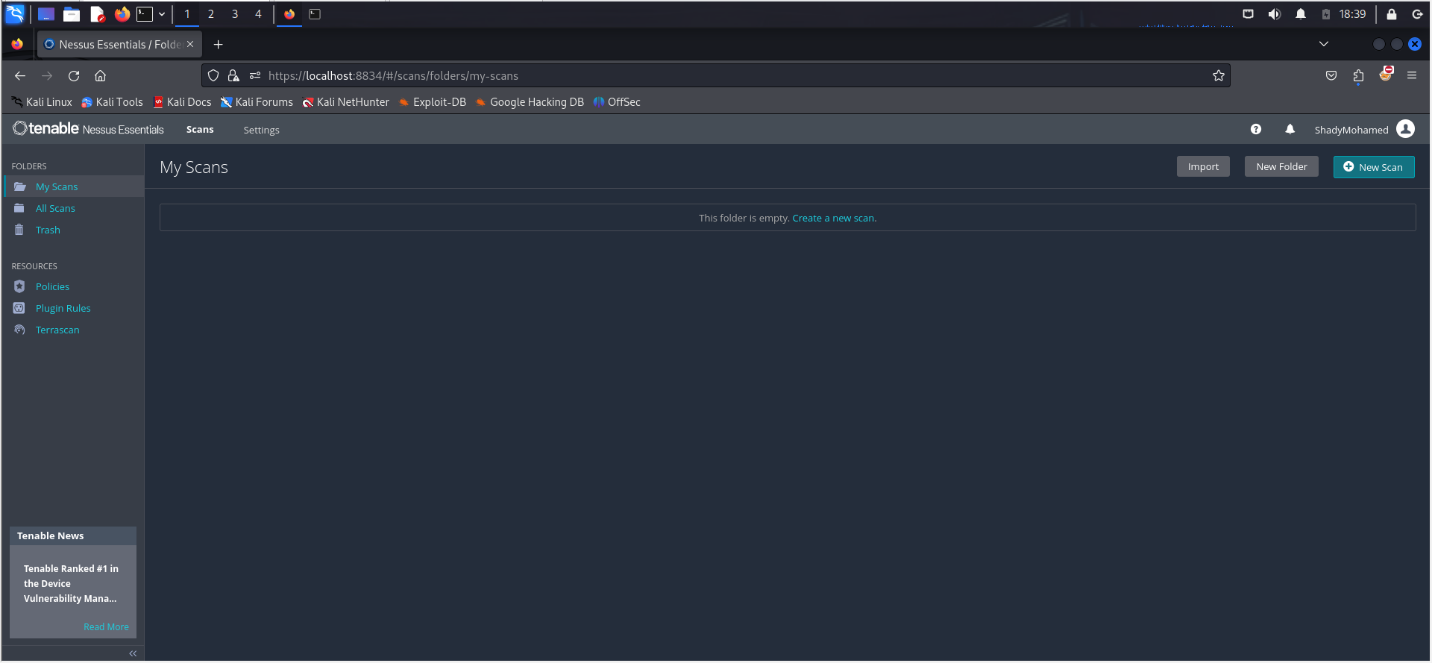 1 2 3 4 18:39
Nessus Essentials / Folde
https://localhost:8834/#/scans/folders/my-scans
Kali Linux Kali Tools Kali Docs Kali Forums Kali NetHunter Exploit-DB Google Hacking DB OffSec
tenable Nessus Essentials Scans Settings ShadyMohamed
FOLDERS
My Scans
All Scans
Trash
RESOURCES
Policies
Plugin Rules
Terrascan
My Scans Import New Folder New Scan
This folder is empty. Create a new scan.
Tenable News
Tenable Ranked #1 in
the Device
Vulnerability Mana...
Read More